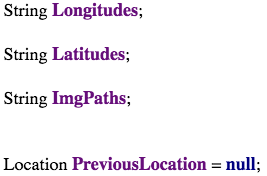 String Longitudes;
String Latitudes;
String ImgPaths;
Location PreviousLocation = null;